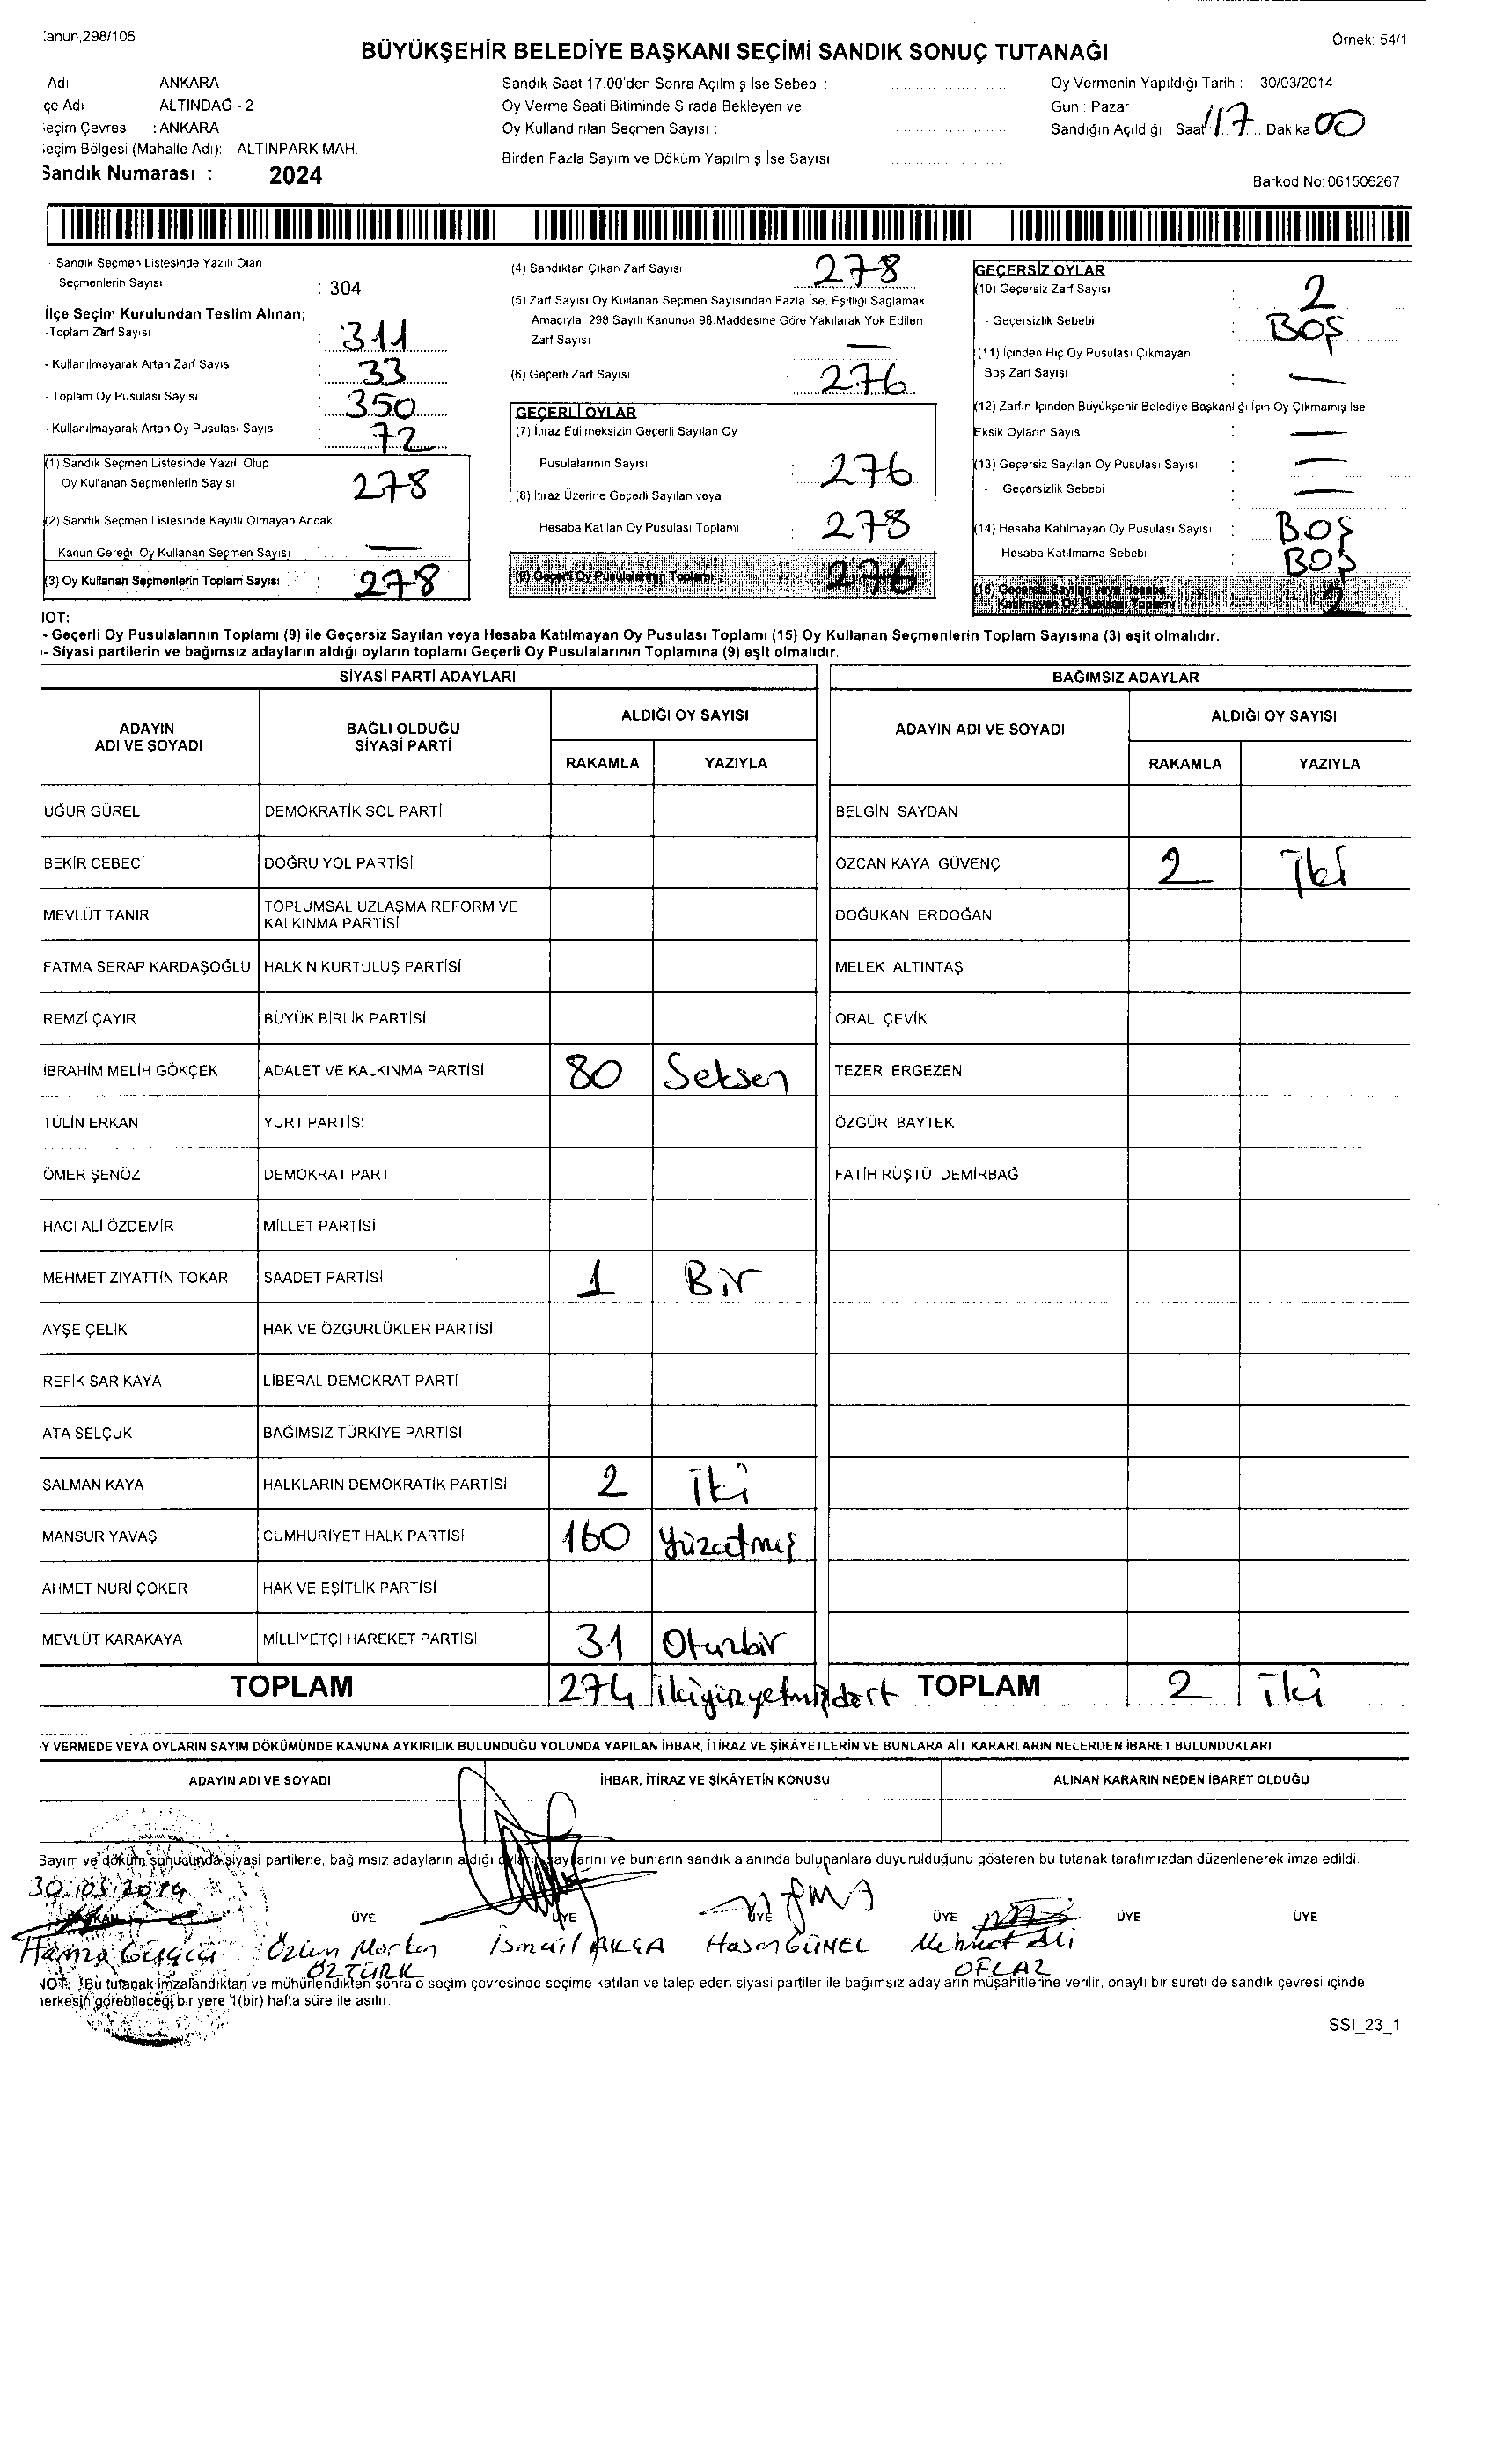 anun,298/105
Örnek: 54/1
BÜYÜKŞEHİR BELEDİYE BAŞKANI SEÇİMİ SANDIK SONUÇ TUTANAĞI
Adı ANKARA
çe Adı ALTINDAĞ - 2
eçim Çevresi : ANKARA
eçim Bölgesi (Mahalle Adı): ALTINPARK MAH.
Sandık Numarası : 2024
Sandık Saat 17.00'den Sonra Açılmış İse Sebebi :
Oy Verme Saati Bitiminde Sırada Bekleyen ve
Oy Kullandırılan Seçmen Sayısı :
Birden Fazla Sayım ve Döküm Yapılmış İse Sayısı:
Oy Vermenin Yapıldığı Tarih : 30/03/2014
Gün : Pazar
Sandığın Açıldığı Saat 17 Dakika 00
Barkod No: 061506267
Sandık Seçmen Listesinde Yazılı Olan
Seçmenlerin Sayısı : 304
İlçe Seçim Kurulundan Teslim Alınan;
-Toplam Zarf Sayısı : 311
- Kullanılmayarak Artan Zarf Sayısı : 33
- Toplam Oy Pusulası Sayısı : 350
- Kullanılmayarak Artan Oy Pusulası Sayısı : 72
(1) Sandık Seçmen Listesinde Yazılı Olup
Oy Kullanan Seçmenlerin Sayısı : 278
(2) Sandık Seçmen Listesinde Kayıtlı Olmayan Ancak
Kanun Gereği Oy Kullanan Seçmen Sayısı : —
(3) Oy Kullanan Seçmenlerin Toplam Sayısı : 278
(4) Sandıktan Çıkan Zarf Sayısı : 278
(5) Zarf Sayısı Oy Kullanan Seçmen Sayısından Fazla İse, Eşitliği Sağlamak
Amacıyla 298 Sayılı Kanunun 98.Maddesine Göre Yakılarak Yok Edilen
Zarf Sayısı : —
(6) Geçerli Zarf Sayısı : 276
GEÇERLİ OYLAR
(7) İtiraz Edilmeksizin Geçerli Sayılan Oy
Pusulalarının Sayısı : 276
(8) İtiraz Üzerine Geçerli Sayılan veya
Hesaba Katılan Oy Pusulası Toplamı : 278
(9) Geçerli Oy Pusulalarının Toplamı 276
GEÇERSİZ OYLAR
(10) Geçersiz Zarf Sayısı : 2
- Geçersizlik Sebebi : BOŞ
(11) İçinden Hiç Oy Pusulası Çıkmayan
Boş Zarf Sayısı : —
(12) Zarfın İçinden Büyükşehir Belediye Başkanlığı İçin Oy Çıkmamış İse
Eksik Oyların Sayısı : —
(13) Geçersiz Sayılan Oy Pusulası Sayısı : —
- Geçersizlik Sebebi : —
(14) Hesaba Katılmayan Oy Pusulası Sayısı : BOŞ
- Hesaba Katılmama Sebebi : BOŞ
(15) Geçersiz Sayılan veya Hesaba
Katılmayan Oy Pusulası Toplamı 2
IOT:
- Geçerli Oy Pusulalarının Toplamı (9) ile Geçersiz Sayılan veya Hesaba Katılmayan Oy Pusulası Toplamı (15) Oy Kullanan Seçmenlerin Toplam Sayısına (3) eşit olmalıdır.
- Siyasi partilerin ve bağımsız adayların aldığı oyların toplamı Geçerli Oy Pusulalarının Toplamına (9) eşit olmalıdır.
SİYASİ PARTİ ADAYLARI
BAĞIMSIZ ADAYLAR
ADAYIN ADI VE SOYADI BAĞLI OLDUĞU SİYASİ PARTİ ALDIĞI OY SAYISI ADAYIN ADI VE SOYADI ALDIĞI OY SAYISI
RAKAMLA YAZIYLA RAKAMLA YAZIYLA
UĞUR GÜREL DEMOKRATİK SOL PARTİ BELGİN SAYDAN
BEKİR CEBECİ DOĞRU YOL PARTİSİ ÖZCAN KAYA GÜVENÇ 2 İki
MEVLÜT TANIR TOPLUMSAL UZLAŞMA REFORM VE KALKINMA PARTİSİ DOĞUKAN ERDOĞAN
FATMA SERAP KARDAŞOĞLU HALKIN KURTULUŞ PARTİSİ MELEK ALTINTAŞ
REMZİ ÇAYIR BÜYÜK BİRLİK PARTİSİ ORAL ÇEVİK
İBRAHİM MELİH GÖKÇEK ADALET VE KALKINMA PARTİSİ 80 Seksen TEZER ERGEZEN
TÜLİN ERKAN YURT PARTİSİ ÖZGÜR BAYTEK
ÖMER ŞENÖZ DEMOKRAT PARTİ FATİH RÜŞTÜ DEMİRBAĞ
HACI ALİ ÖZDEMİR MİLLET PARTİSİ
MEHMET ZİYATTİN TOKAR SAADET PARTİSİ 1 Bir
AYŞE ÇELİK HAK VE ÖZGÜRLÜKLER PARTİSİ
REFİK SARIKAYA LİBERAL DEMOKRAT PARTİ
ATA SELÇUK BAĞIMSIZ TÜRKİYE PARTİSİ
SALMAN KAYA HALKLARIN DEMOKRATİK PARTİSİ 2 İki
MANSUR YAVAŞ CUMHURİYET HALK PARTİSİ 160 Yüzatmış
AHMET NURİ ÇOKER HAK VE EŞİTLİK PARTİSİ
MEVLÜT KARAKAYA MİLLİYETÇİ HAREKET PARTİSİ 31 Oturbir
TOPLAM 274 ikiyüzyetmişdört TOPLAM 2 iki
Y VERMEDE VEYA OYLARIN SAYIM DÖKÜMÜNDE KANUNA AYKIRILIK BULUNDUĞU YOLUNDA YAPILAN İHBAR, İTİRAZ VE ŞİKÂYETLERİN VE BUNLARA AİT KARARLARIN NELERDEN İBARET BULUNDUKLARI
ADAYIN ADI VE SOYADI İHBAR, İTİRAZ VE ŞİKÂYETİN KONUSU ALINAN KARARIN NEDEN İBARET OLDUĞU
Sayım ve döküm sonucunda siyasi partilerle, bağımsız adayların aldığı oyların sayılarını ve bunların sandık alanında bulunanlara duyurulduğunu gösteren bu tutanak tarafımızdan düzenlenerek imza edildi.
30/03/2014
ÜYE ÜYE ÜYE ÜYE ÜYE ÜYE
Hamza Özlem İsmail AKÇA Hasan GÜNEL Mehmet Ali
ÖZTÜRK OFLAZ
NOT: Bu tutanak imzalandıktan ve mühürlendikten sonra o seçim çevresinde seçime katılan ve talep eden siyasi partiler ile bağımsız adayların müşahitlerine verilir, onaylı bir sureti de sandık çevresi içinde
herkesin görebileceği bir yere 1(bir) hafta süre ile asılır.
SSI_23_1